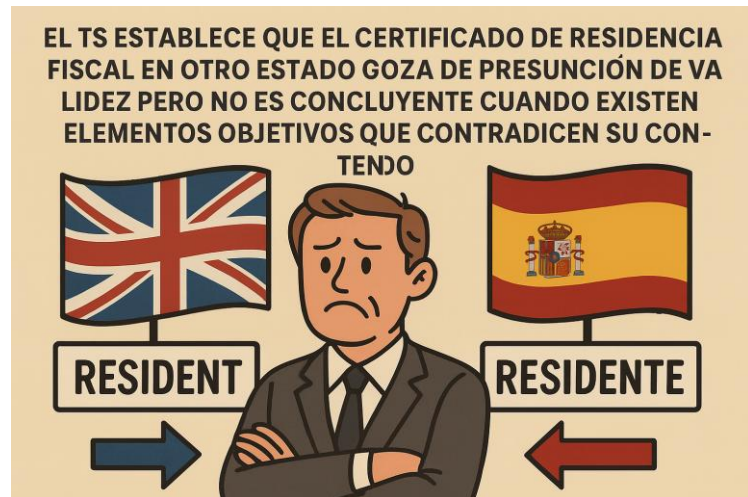 EL TS ESTABLECE QUE EL CERTIFICADO DE RESIDENCIA
FISCAL EN OTRO ESTADO GOZA DE PRESUNCIÓN DE VA
LIDEZ PERO NO ES CONCLUYENTE CUANDO EXISTEN
ELEMENTOS OBJETIVOS QUE CONTRADICEN SU CON-
TENDO
RESIDENT
RESIDENTE